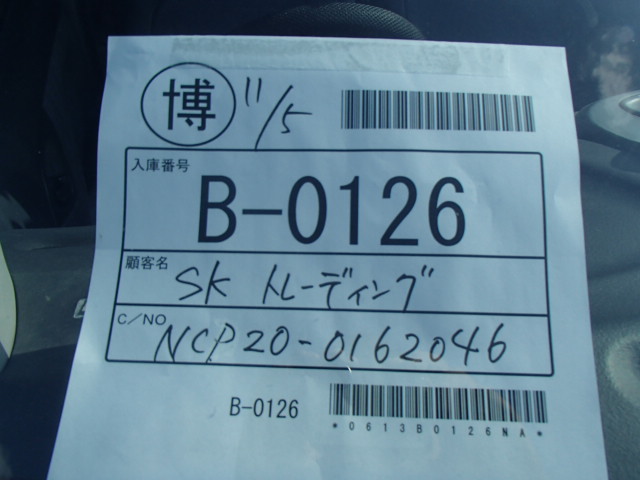 博 11/5
入庫番号
B-0126
顧客名
SK トレーディング
C/NO
NCP20-0162046
B-0126
*0613B0126NA*